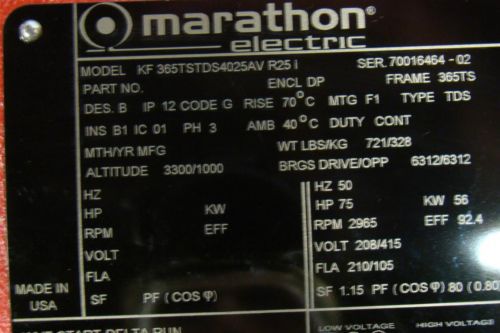 marathon®
electric
MODEL KF 365TSTDS4025AV R25 I SER. 70016464 - 02
PART NO. ENCL DP FRAME 365TS
DES. B IP 12 CODE G RISE 70°C MTG F1 TYPE TDS
INS B1 IC 01 PH 3 AMB 40°C DUTY CONT
MTH/YR MFG WT LBS/KG 721/328
ALTITUDE 3300/1000 BRGS DRIVE/OPP 6312/6312
HZ
HP KW
RPM EFF
VOLT
FLA
SF PF (COS φ)
HZ 50
HP 75 KW 56
RPM 2965 EFF 92.4
VOLT 208/415
FLA 210/105
SF 1.15 PF (COS φ) 80 (0.80)
MADE IN
USA
LOW VOLTAGE HIGH VOLTAGE
START DELTA RUN